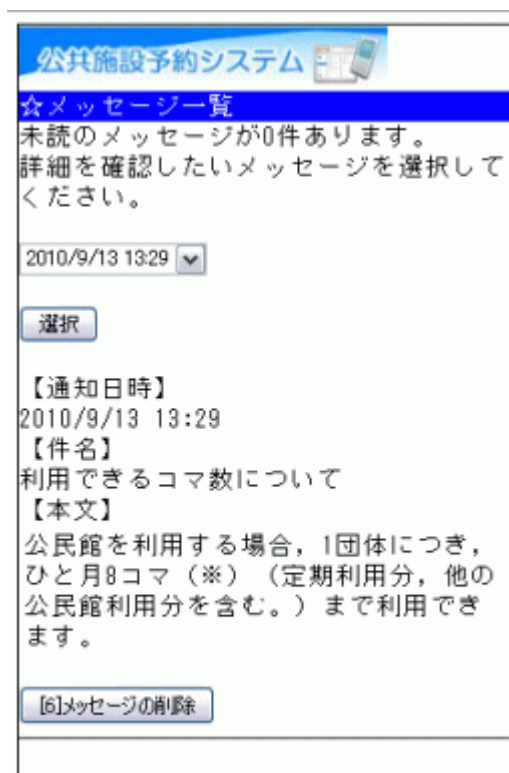 公共施設予約システム
☆メッセージ一覧
未読のメッセージが0件あります。
詳細を確認したいメッセージを選択して
ください。
2010/9/13 13:29
選択
【通知日時】
2010/9/13 13:29
【件名】
利用できるコマ数について
【本文】
公民館を利用する場合，1団体につき，
ひと月8コマ（※）（定期利用分，他の
公民館利用分を含む。）まで利用でき
ます。
[6]メッセージの削除